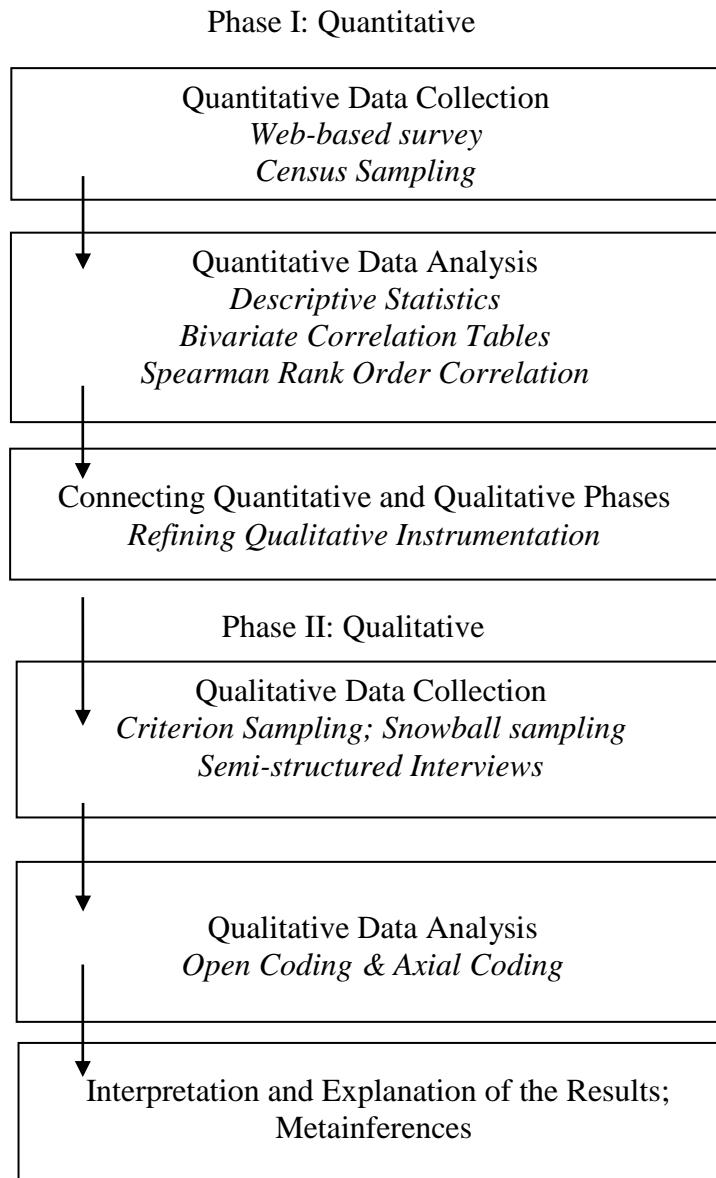 Phase I: Quantitative
Quantitative Data Collection
Web-based survey
Census Sampling
Quantitative Data Analysis
Descriptive Statistics
Bivariate Correlation Tables
Spearman Rank Order Correlation
Connecting Quantitative and Qualitative Phases
Refining Qualitative Instrumentation
Phase II: Qualitative
Qualitative Data Collection
Criterion Sampling; Snowball sampling
Semi-structured Interviews
Qualitative Data Analysis
Open Coding & Axial Coding
Interpretation and Explanation of the Results;
Metainferences